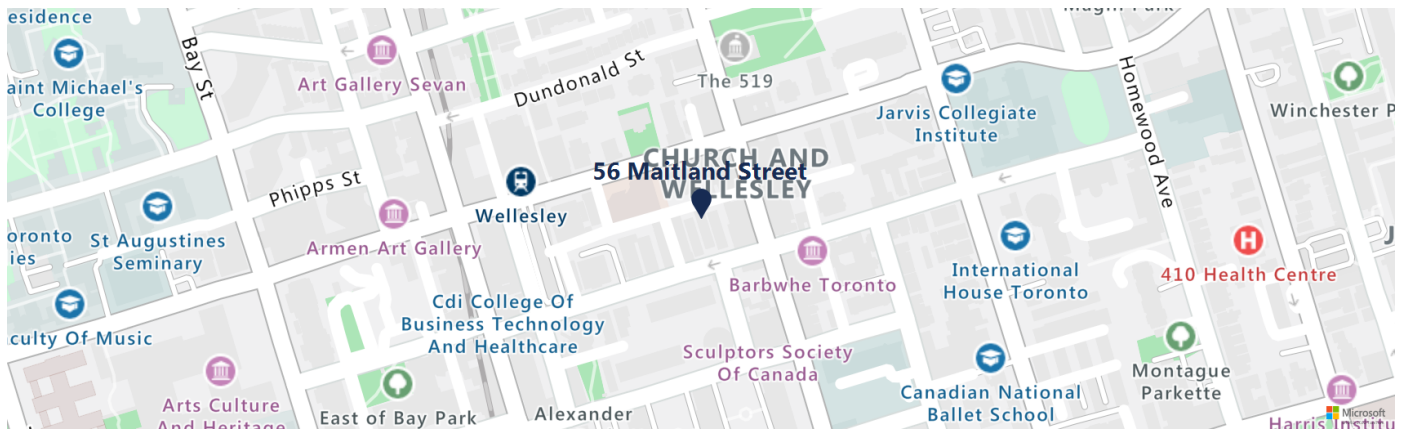 esidence
aint Michael's
College
Bay St
Art Gallery Sevan
Dundonald St
The 519
Jarvis Collegiate
Institute
Homewood Ave
Winchester P
CHURCH AND
WELLESLEY
56 Maitland Street
Phipps St
Wellesley
Armen Art Gallery
St Augustines
Seminary
oronto
ies
culty Of Music
Cdi College Of
Business Technology
And Healthcare
Barbwhe Toronto
International
House Toronto
410 Health Centre
J
Sculptors Society
Of Canada
Canadian National
Ballet School
Montague
Parkette
Arts Culture
And Heritage
East of Bay Park
Alexander
Harris Institu
Microsoft